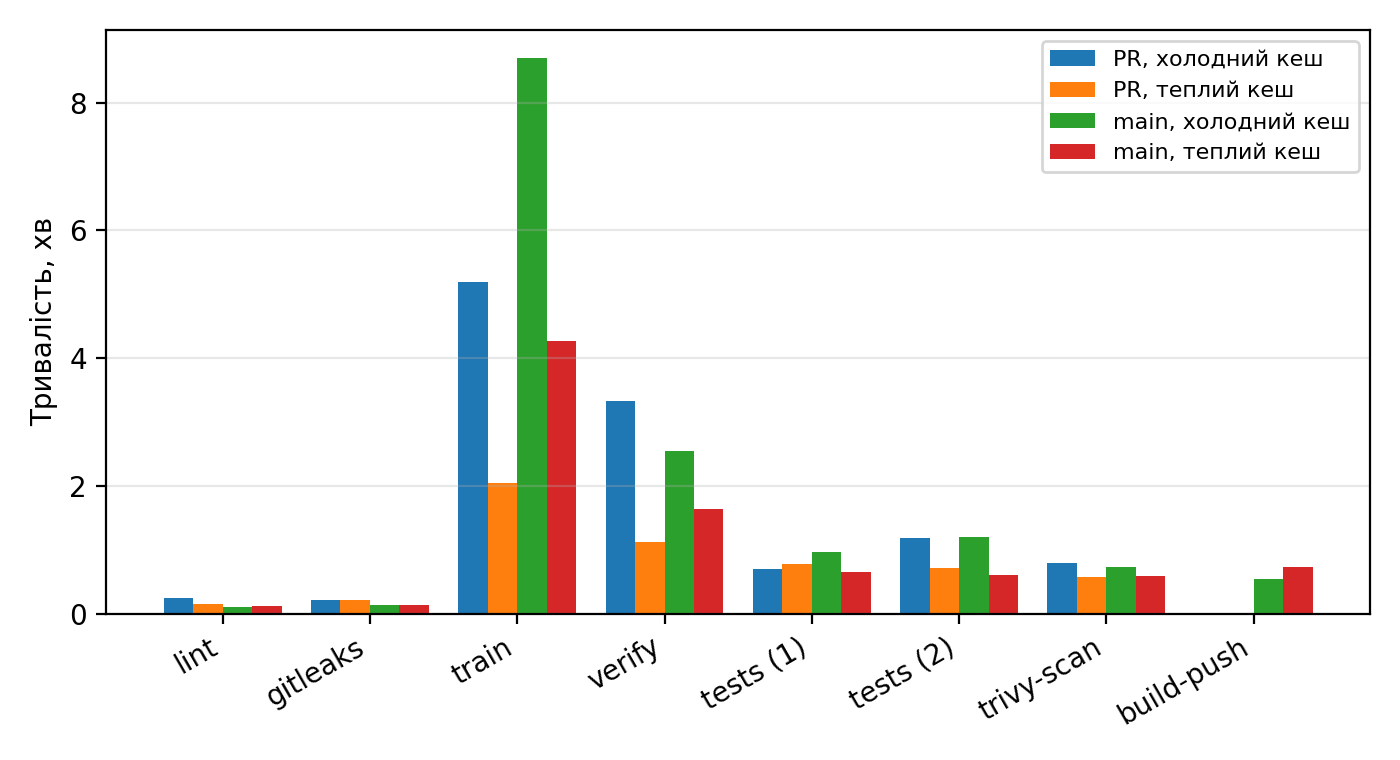 PR, холодний кеш
PR, теплий кеш
main, холодний кеш
main, теплий кеш
Тривалість, хв
8
6
4
2
0
lint
gitleaks
train
verify
tests (1)
tests (2)
trivy-scan
build-push